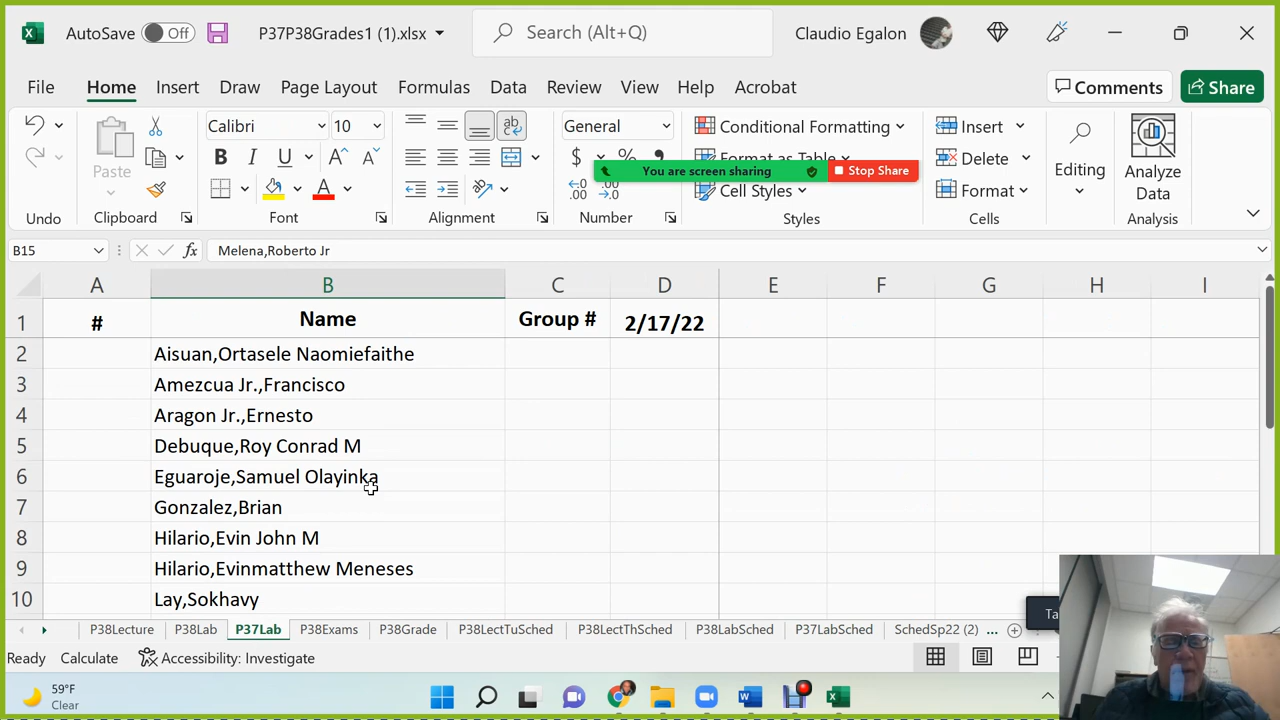 AutoSave Off P37P38Grades1 (1).xlsx Search (Alt+Q) Claudio Egalon
File Home Insert Draw Page Layout Formulas Data Review View Help Acrobat Comments Share
Calibri 10 General Conditional Formatting Insert
Paste B I U A A $ % Format as Table Delete Editing Analyze Data
You are screen sharing Stop Share
A Cell Styles Format
Undo Clipboard Font Alignment Number Styles Cells Analysis
B15 fx Melena,Roberto Jr
A B C D E F G H I
1 # Name Group # 2/17/22
2 Aisuan,Ortasele Naomiefaithe
3 Amezcua Jr.,Francisco
4 Aragon Jr.,Ernesto
5 Debuque,Roy Conrad M
6 Eguaroje,Samuel Olayinka
7 Gonzalez,Brian
8 Hilario,Evin John M
9 Hilario,Evinmatthew Meneses
10 Lay,Sokhavy
P38Lecture P38Lab P37Lab P38Exams P38Grade P38LectTuSched P38LectThSched P38LabSched P37LabSched SchedSp22 (2) ...
Ready Calculate Accessibility: Investigate
59°F
Clear